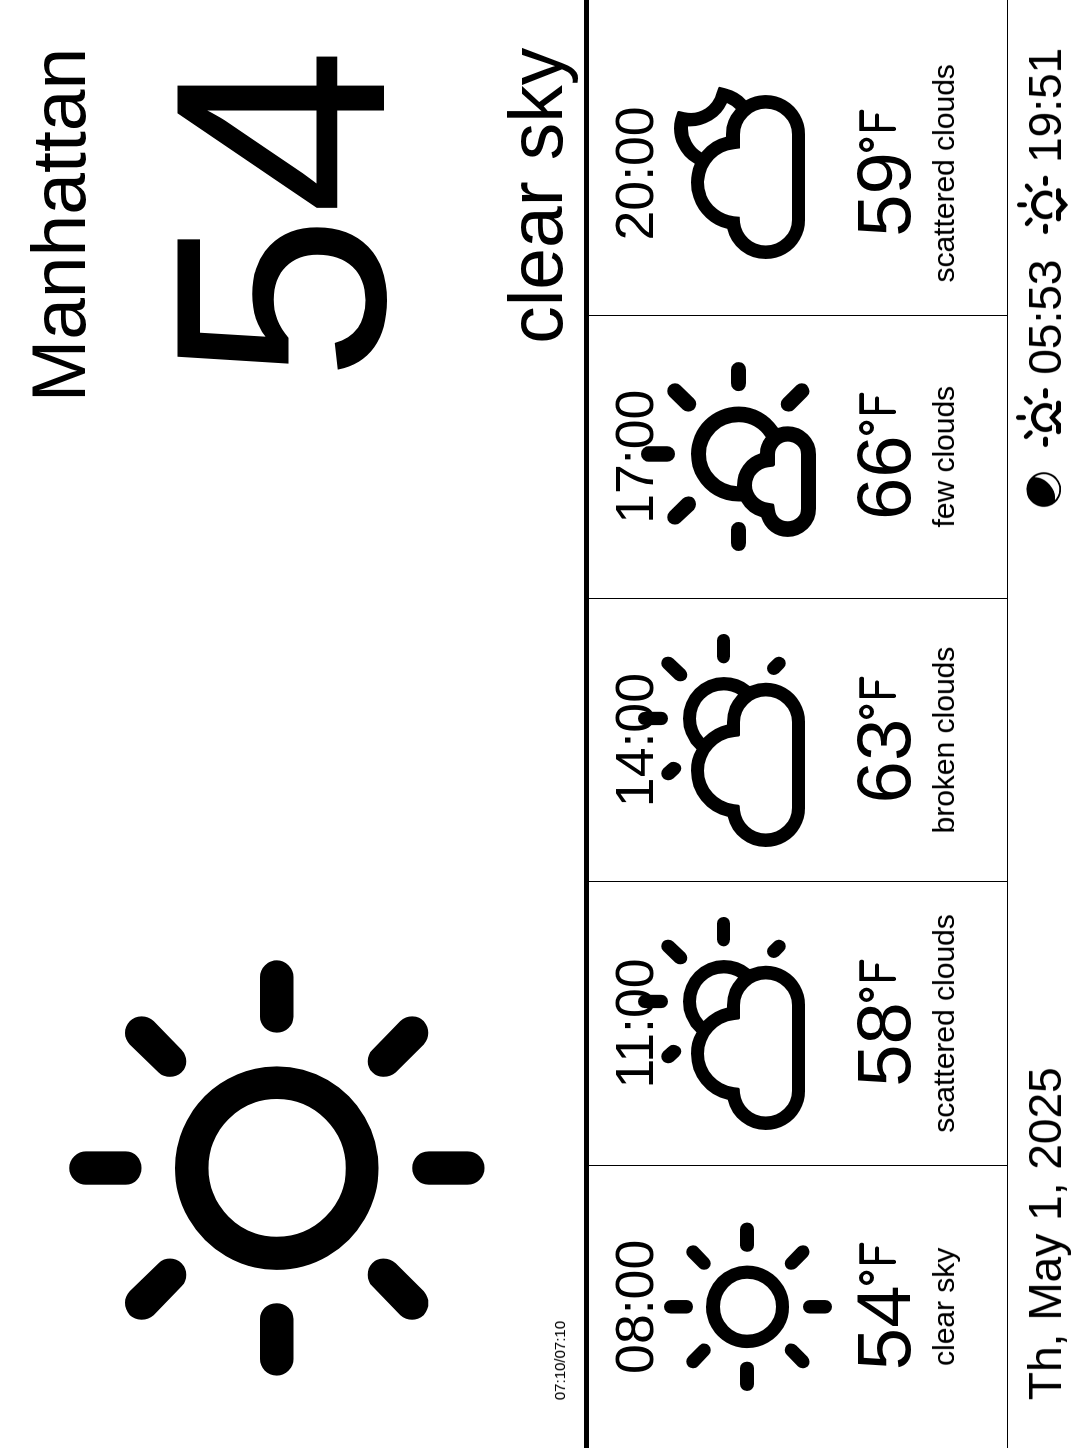 Manhattan
54
clear sky
07:10/07:10
08:00
54°F
clear sky
11:00
58°F
scattered clouds
14:00
63°F
broken clouds
17:00
66°F
few clouds
20:00
59°F
scattered clouds
Th, May 1, 2025
05:53
19:51